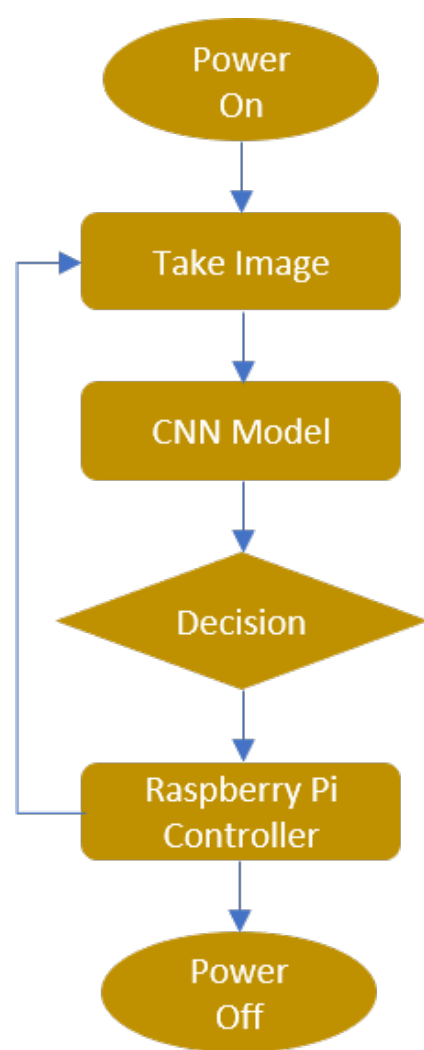 Power
On
Take Image
CNN Model
Decision
Raspberry Pi
Controller
Power
Off